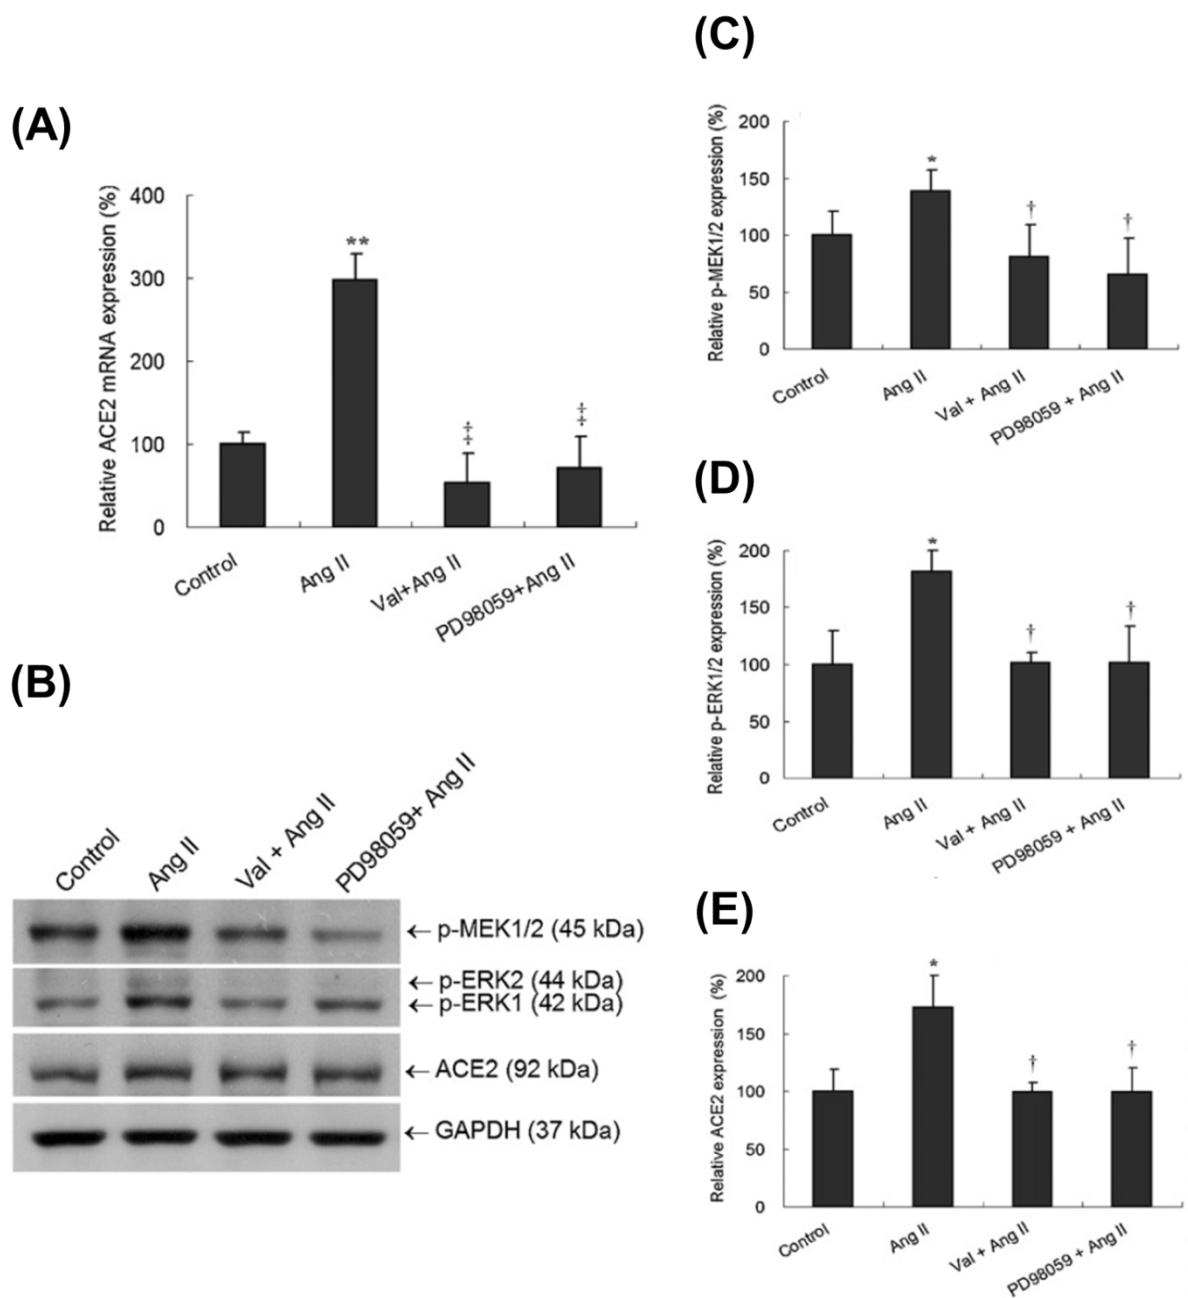 (A)
Relative ACE2 mRNA expression (%)
400
300
200
100
0
**
‡
‡
Control
Ang II
Val+Ang II
PD98059+Ang II
(B)
Control
Ang II
Val + Ang II
PD98059+ Ang II
← p-MEK1/2 (45 kDa)
← p-ERK2 (44 kDa)
← p-ERK1 (42 kDa)
← ACE2 (92 kDa)
← GAPDH (37 kDa)
(C)
Relative p-MEK1/2 expression (%)
200
150
100
50
0
*
†
†
Control
Ang II
Val + Ang II
PD98059 + Ang II
(D)
Relative p-ERK1/2 expression (%)
200
150
100
50
0
*
†
†
Control
Ang II
Val + Ang II
PD98059 + Ang II
(E)
Relative ACE2 expression (%)
200
150
100
50
0
*
†
†
Control
Ang II
Val + Ang II
PD98059 + Ang II